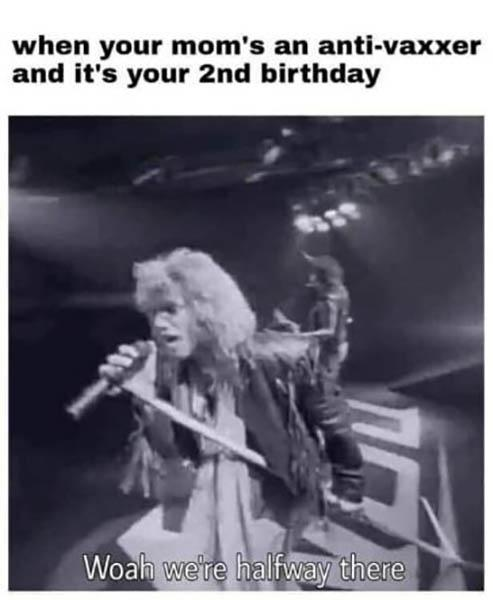 when your mom's an anti-vaxxer
and it's your 2nd birthday
Woah we're halfway there